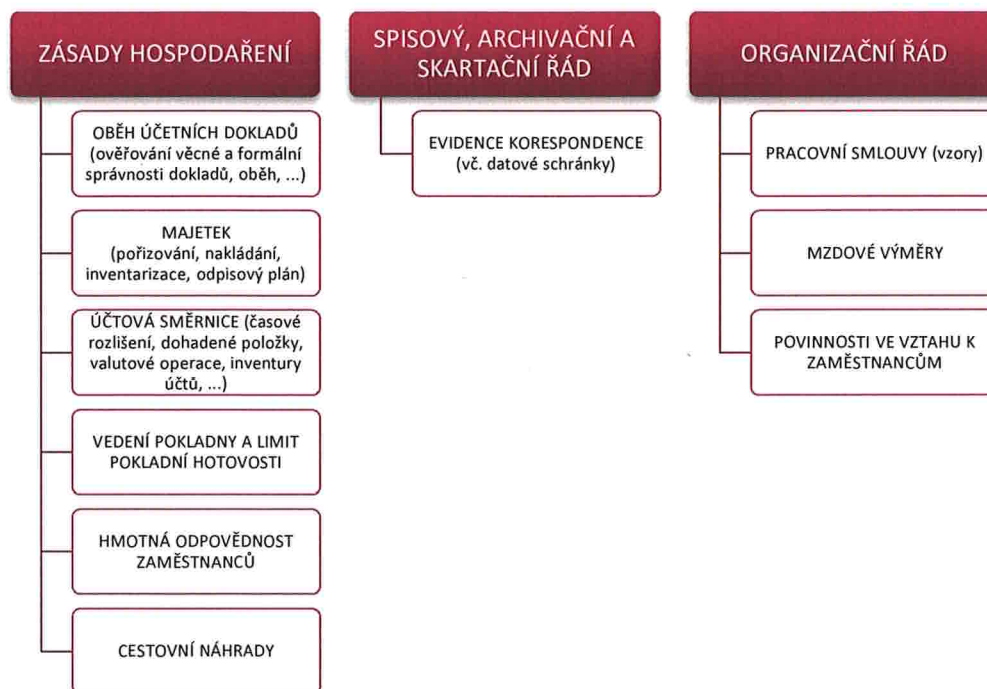 ZÁSADY HOSPODAŘENÍ
OBĚH ÚČETNÍCH DOKLADŮ
(ověřování věcné a formální
správnosti dokladů, oběh, ...)
MAJETEK
(pořizování, nakládání,
inventarizace, odpisový plán)
ÚČTOVÁ SMĚRNICE (časové
rozlišení, dohadené položky,
valutové operace, inventury
účtů, ...)
VEDENÍ POKLADNY A LIMIT
POKLADNÍ HOTOVOSTI
HMOTNÁ ODPOVĚDNOST
ZAMĚSTNANCŮ
CESTOVNÍ NÁHRADY
SPISOVÝ, ARCHIVAČNÍ A
SKARTAČNÍ ŘÁD
EVIDENCE KORESPONDENCE
(vč. datové schránky)
ORGANIZAČNÍ ŘÁD
PRACOVNÍ SMLOUVY (vzory)
MZDOVÉ VÝMĚRY
POVINNOSTI VE VZTAHU K
ZAMĚSTNANCŮM